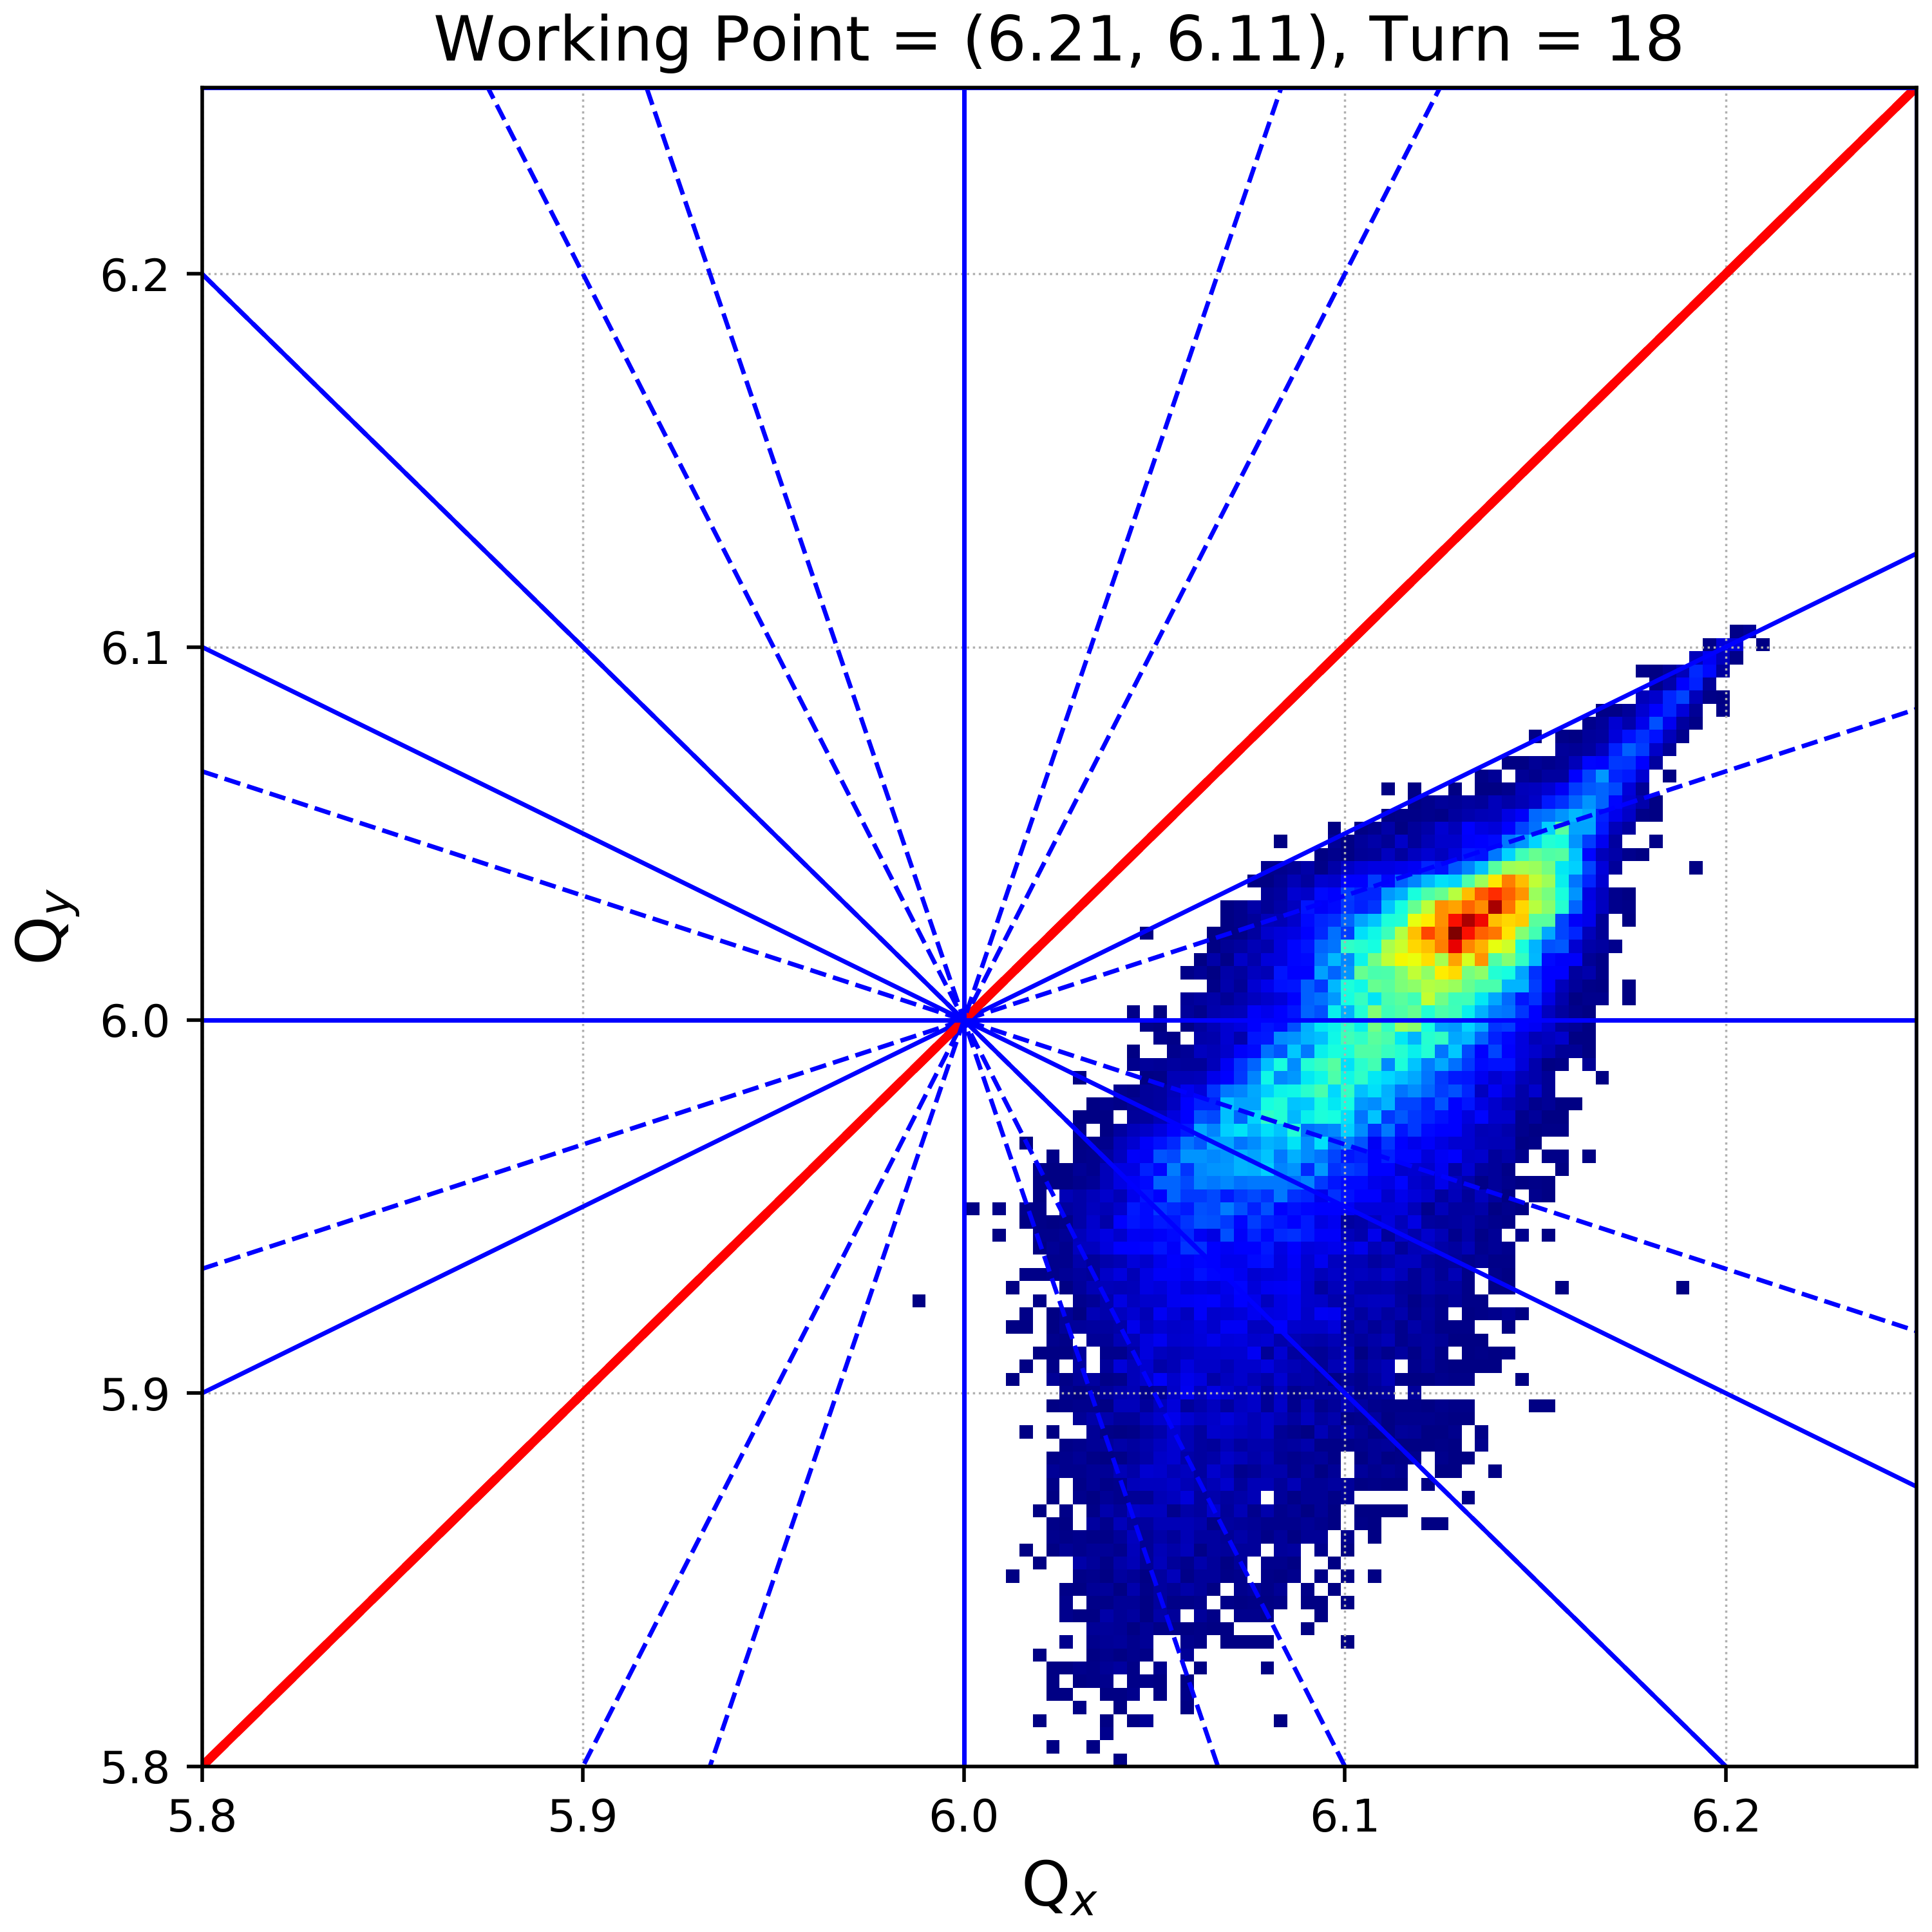 Working Point = (6.21, 6.11), Turn = 18
6.2
6.1
6.0
5.9
5.8
Qy
5.8 5.9 6.0 6.1 6.2
Qx